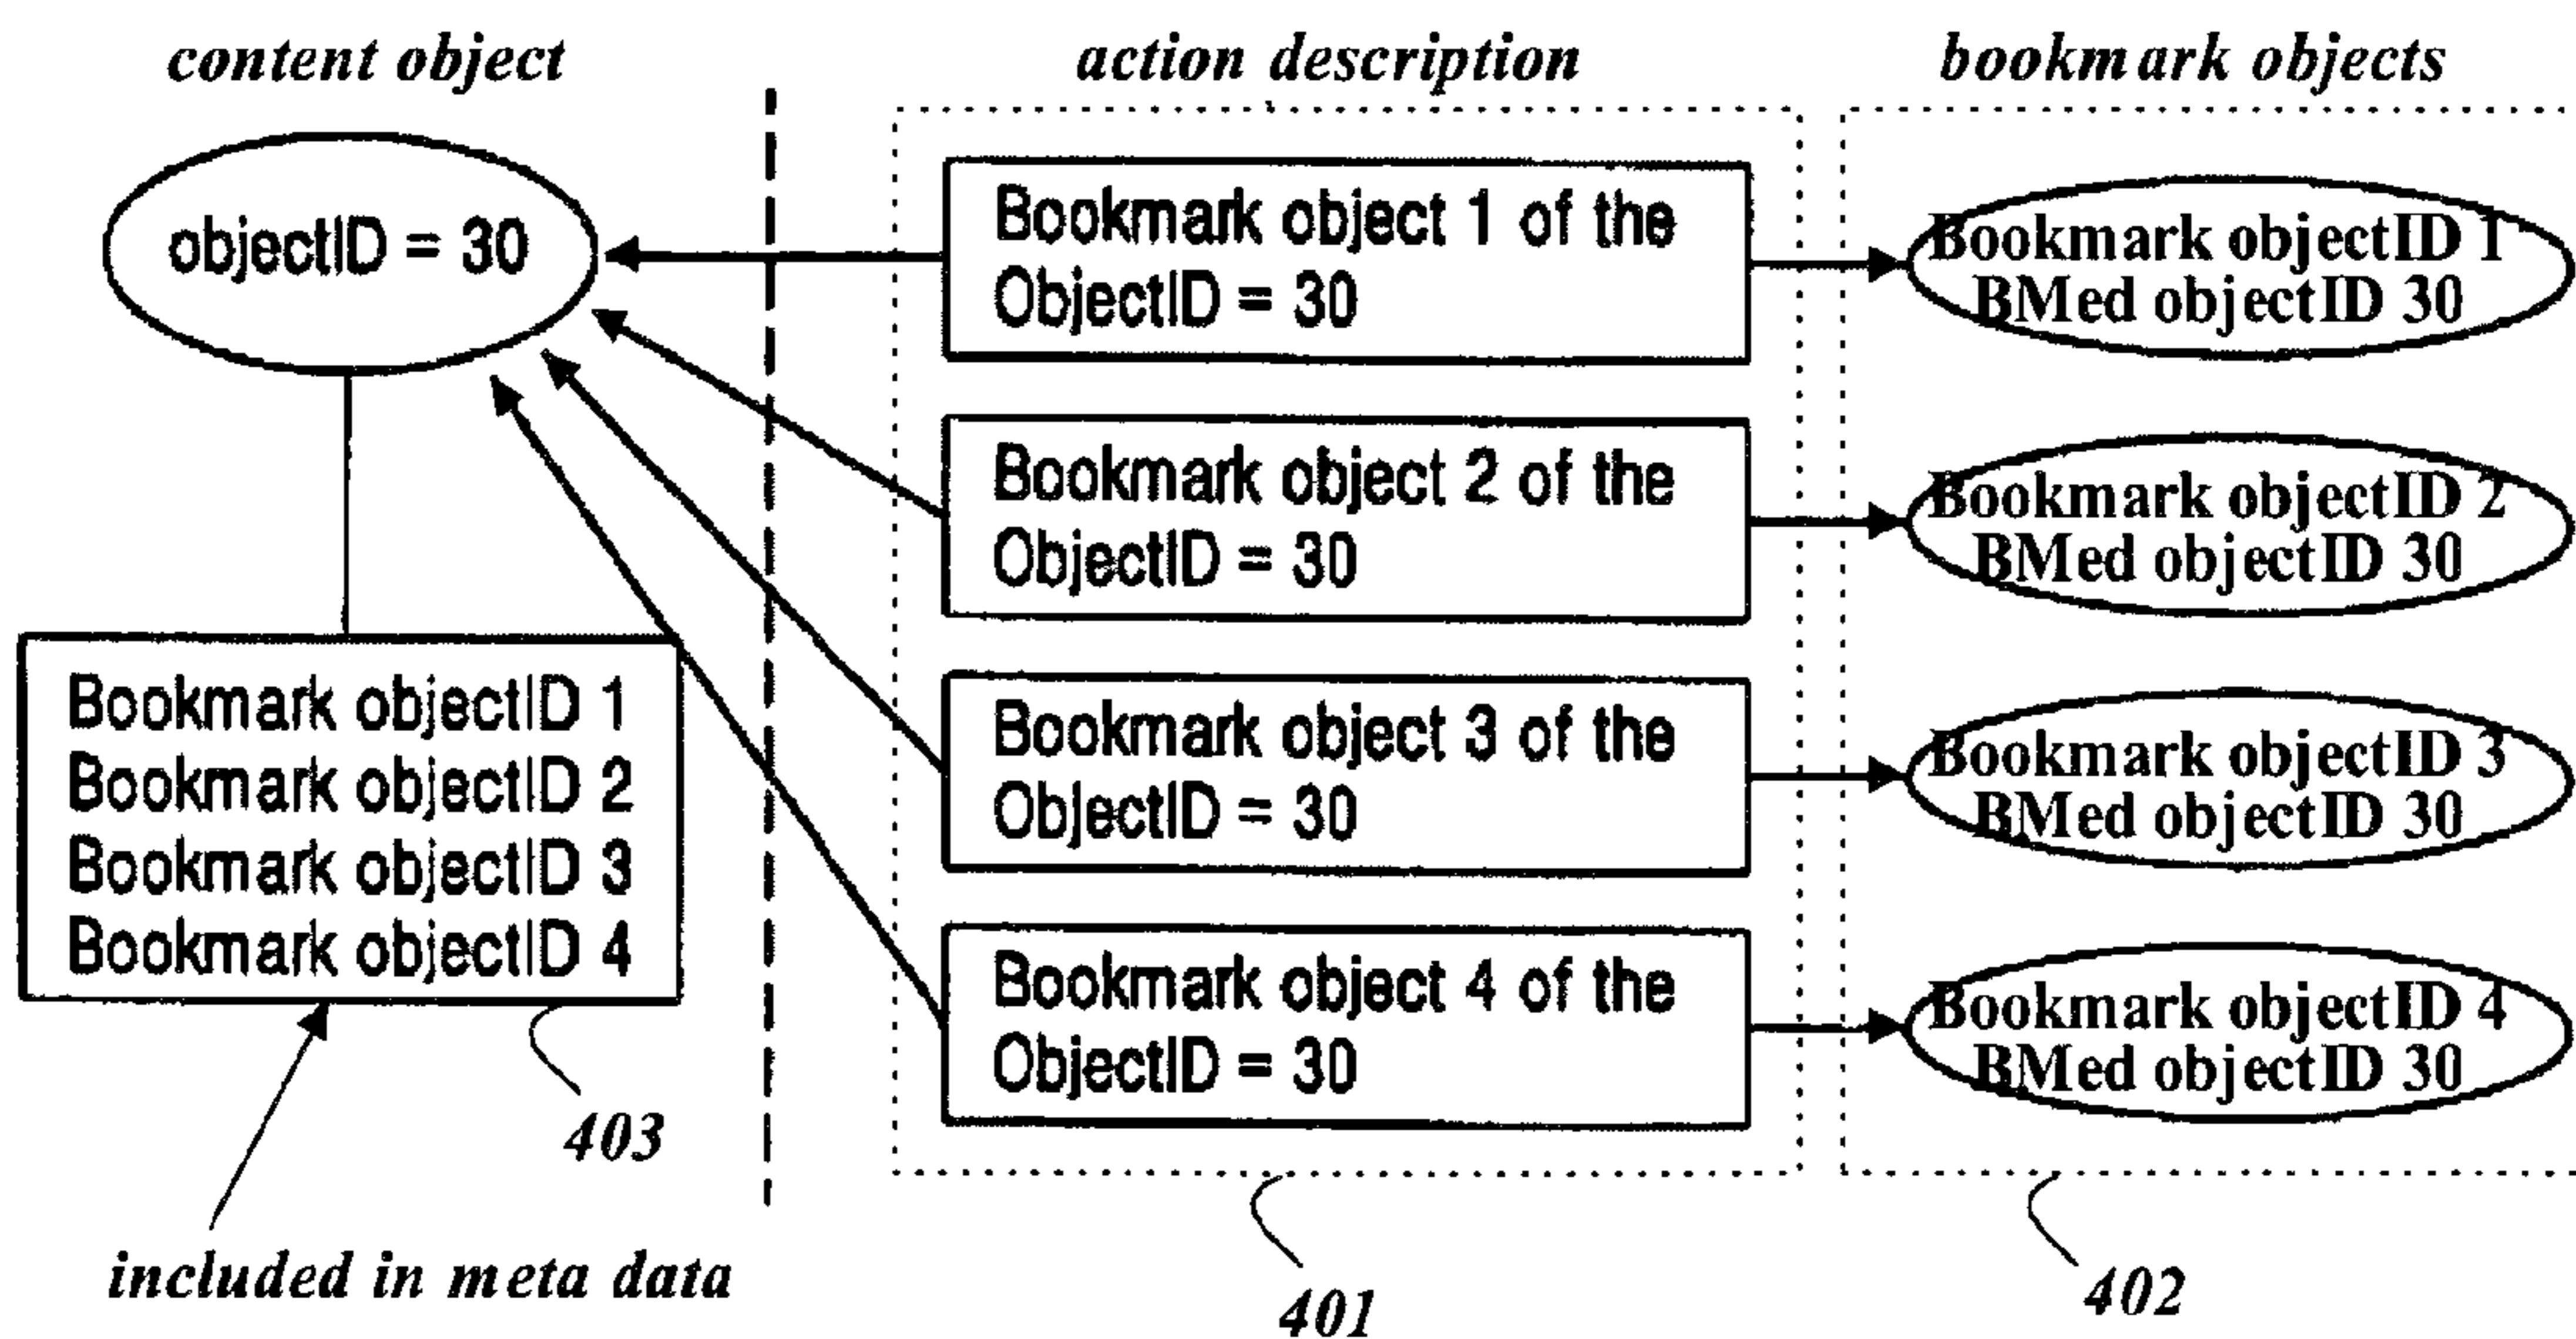 content object
objectID = 30
Bookmark objectID 1
Bookmark objectID 2
Bookmark objectID 3
Bookmark objectID 4
403
included in meta data
action description
Bookmark object 1 of the
ObjectID = 30
Bookmark object 2 of the
ObjectID = 30
Bookmark object 3 of the
ObjectID = 30
Bookmark object 4 of the
ObjectID = 30
401
bookmark objects
Bookmark objectID 1
BMed objectID 30
Bookmark objectID 2
BMed objectID 30
Bookmark objectID 3
BMed objectID 30
Bookmark objectID 4
BMed objectID 30
402